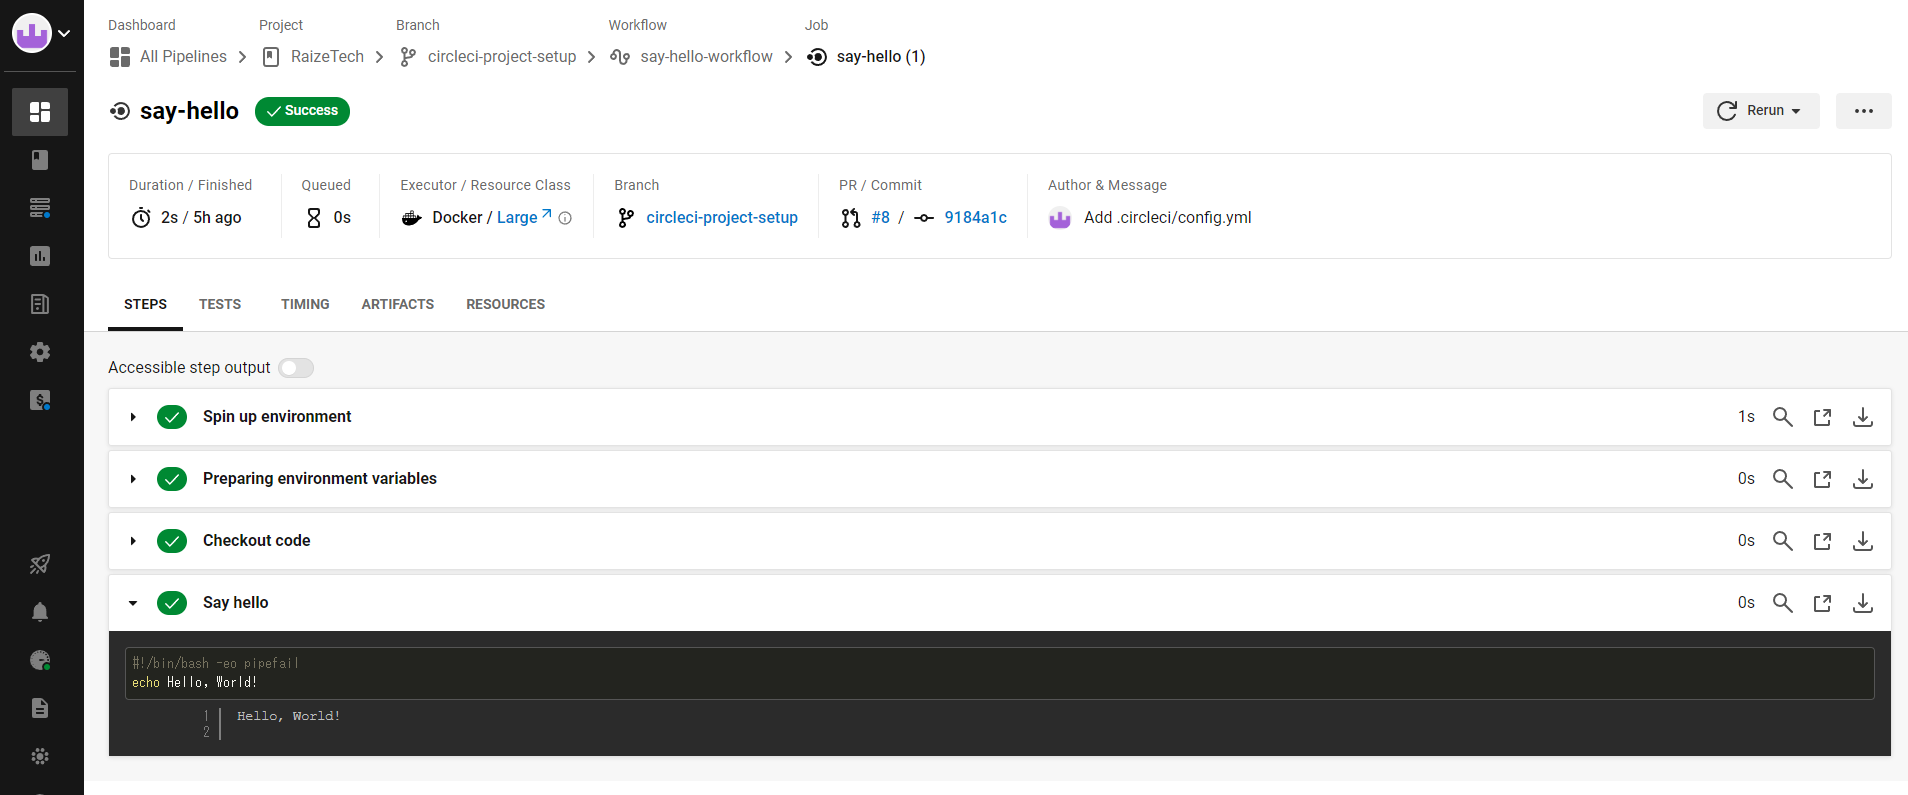 Dashboard Project Branch Workflow Job
All Pipelines RaizeTech circleci-project-setup say-hello-workflow say-hello (1)
say-hello Success Rerun
Duration / Finished Queued Executor / Resource Class Branch PR / Commit Author & Message
2s / 5h ago 0s Docker / Large circleci-project-setup #8 / 9184a1c Add .circleci/config.yml
STEPS TESTS TIMING ARTIFACTS RESOURCES
Accessible step output
Spin up environment 1s
Preparing environment variables 0s
Checkout code 0s
Say hello 0s
#!/bin/bash -eo pipefail
echo Hello, World!
1 Hello, World!
2